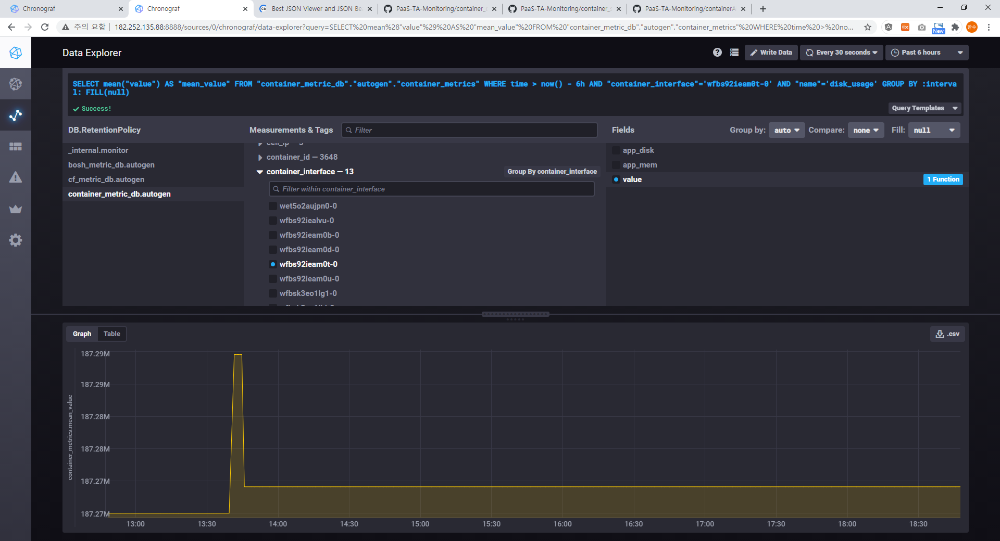 Chronograf
Chronograf
Best JSON Viewer and JSON Be
PaaS-TA-Monitoring/container_
PaaS-TA-Monitoring/container_
PaaS-TA-Monitoring/containerA
주의 요함
182.252.135.88:8888/sources/0/chronograf/data-explorer?query=SELECT%20mean%28"value"%29%20AS%20"mean_value"%20FROM%20"container_metric_db"."autogen"."container_metrics"%20WHERE%20time%20>%20no...
EX
New
한수
Data Explorer
Write Data
Every 30 seconds
Past 6 hours
SELECT mean("value") AS "mean_value" FROM "container_metric_db"."autogen"."container_metrics" WHERE time > now() - 6h AND "container_interface"='wfbs92ieam0t-0' AND "name"='disk_usage' GROUP BY :interva
l: FILL(null)
Success!
Query Templates
DB.RetentionPolicy
Measurements & Tags
Filter
Fields
Group by:
auto
Compare:
none
Fill:
null
_internal.monitor
bosh_metric_db.autogen
cf_metric_db.autogen
container_metric_db.autogen
cell_ip — 3
container_id — 3648
container_interface — 13
Group By container_interface
Filter within container_interface
wet5o2aujpn0-0
wfbs92iealvu-0
wfbs92ieam0b-0
wfbs92ieam0d-0
wfbs92ieam0t-0
wfbs92ieam0u-0
wfbsk3eo1lg1-0
app_disk
app_mem
value
1 Function
Graph
Table
.csv
container_metrics.mean_value
187.29M
187.29M
187.28M
187.28M
187.27M
187.27M
13:00
13:30
14:00
14:30
15:00
15:30
16:00
16:30
17:00
17:30
18:00
18:30